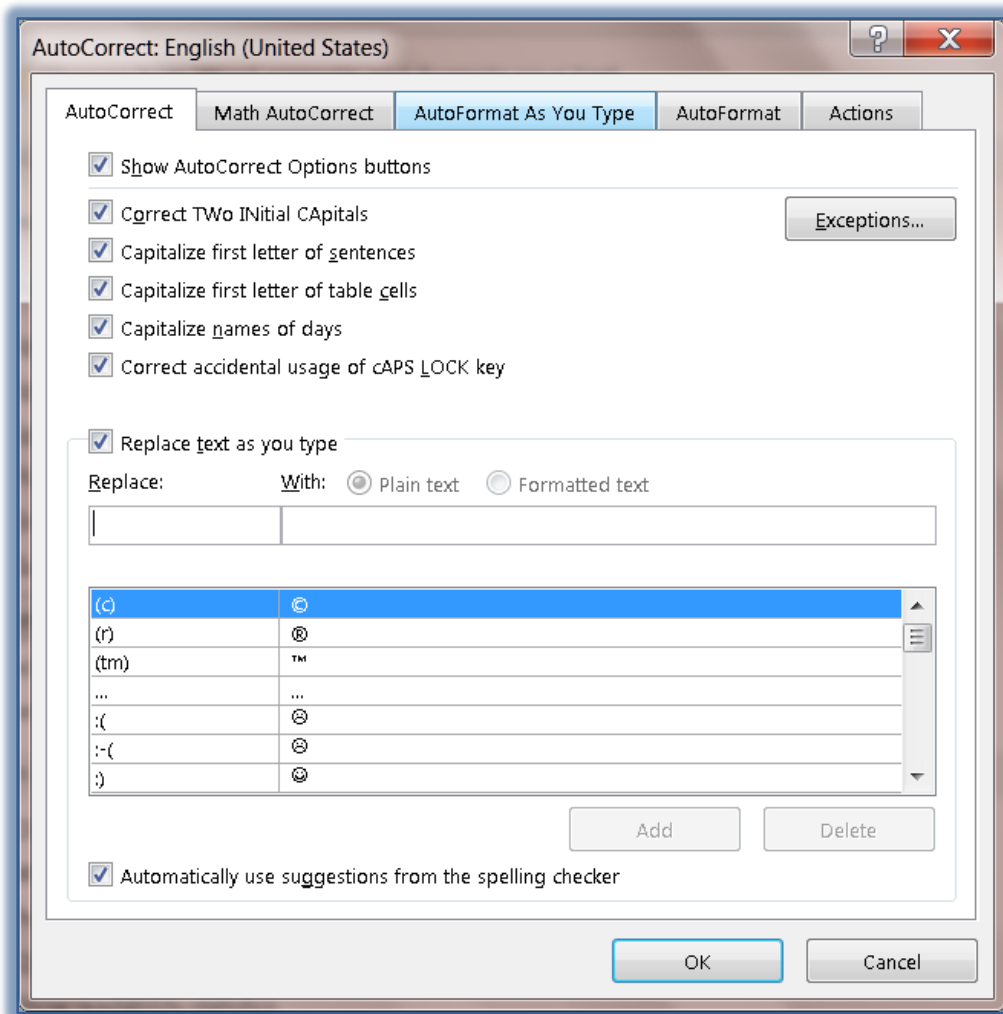 AutoCorrect: English (United States)
AutoCorrect Math AutoCorrect AutoFormat As You Type AutoFormat Actions
Show AutoCorrect Options buttons
Correct TWo INitial CApitals
Exceptions...
Capitalize first letter of sentences
Capitalize first letter of table cells
Capitalize names of days
Correct accidental usage of cAPS LOCK key
Replace text as you type
Replace: With: Plain text Formatted text
(c) ©
(r) ®
(tm) ™
... ...
:( ☹
:-( ☹
:) ☺
Add Delete
Automatically use suggestions from the spelling checker
OK Cancel